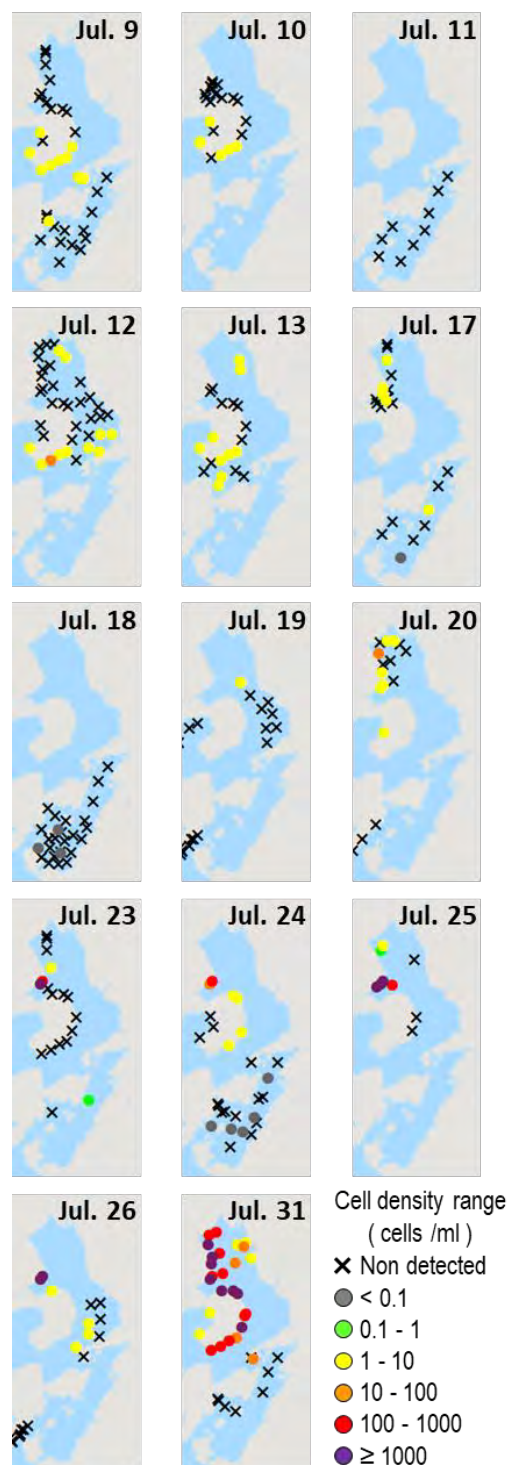 Jul. 9
Jul. 10
Jul. 11
Jul. 12
Jul. 13
Jul. 17
Jul. 18
Jul. 19
Jul. 20
Jul. 23
Jul. 24
Jul. 25
Jul. 26
Jul. 31
Cell density range
( cells /ml )
Non detected
< 0.1
0.1 - 1
1 - 10
10 - 100
100 - 1000
≥ 1000